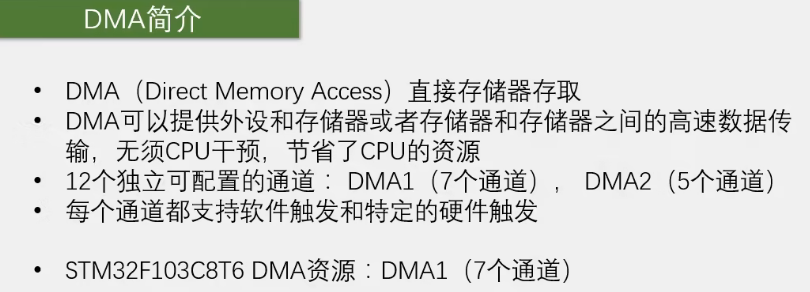 DMA简介
• DMA（Direct Memory Access）直接存储器存取
• DMA可以提供外设和存储器或者存储器和存储器之间的高速数据传
输，无须CPU干预，节省了CPU的资源
• 12个独立可配置的通道：DMA1（7个通道），DMA2（5个通道）
• 每个通道都支持软件触发和特定的硬件触发
• STM32F103C8T6 DMA资源：DMA1（7个通道）